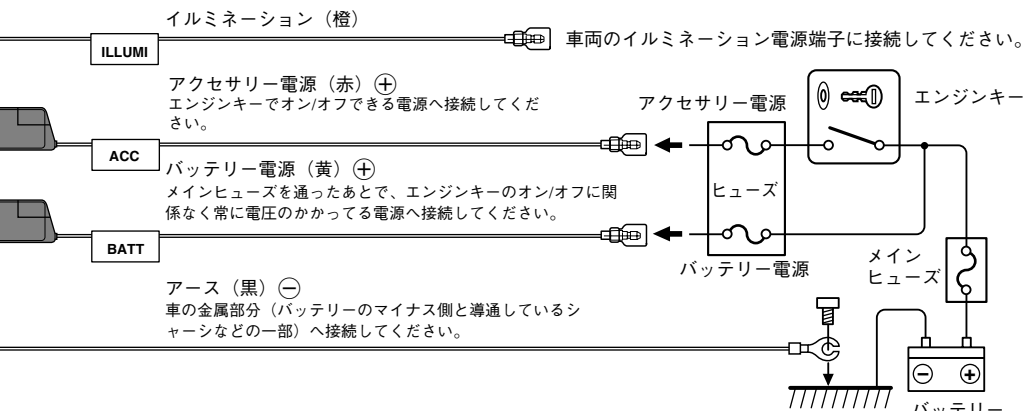 イルミネーション（橙）
ILLUMI
車両のイルミネーション電源端子に接続してください。
アクセサリー電源（赤）⊕
エンジンキーでオン/オフできる電源へ接続してくだ
さい。
ACC
アクセサリー電源
エンジンキー
バッテリー電源（黄）⊕
メインヒューズを通ったあとで、エンジンキーのオン/オフに関
係なく常に電圧のかかってる電源へ接続してください。
BATT
ヒューズ
バッテリー電源
メイン
ヒューズ
アース（黒）⊖
車の金属部分（バッテリーのマイナス側と導通しているシ
ャーシなどの一部）へ接続してください。
⊖ ⊕
バッテリー